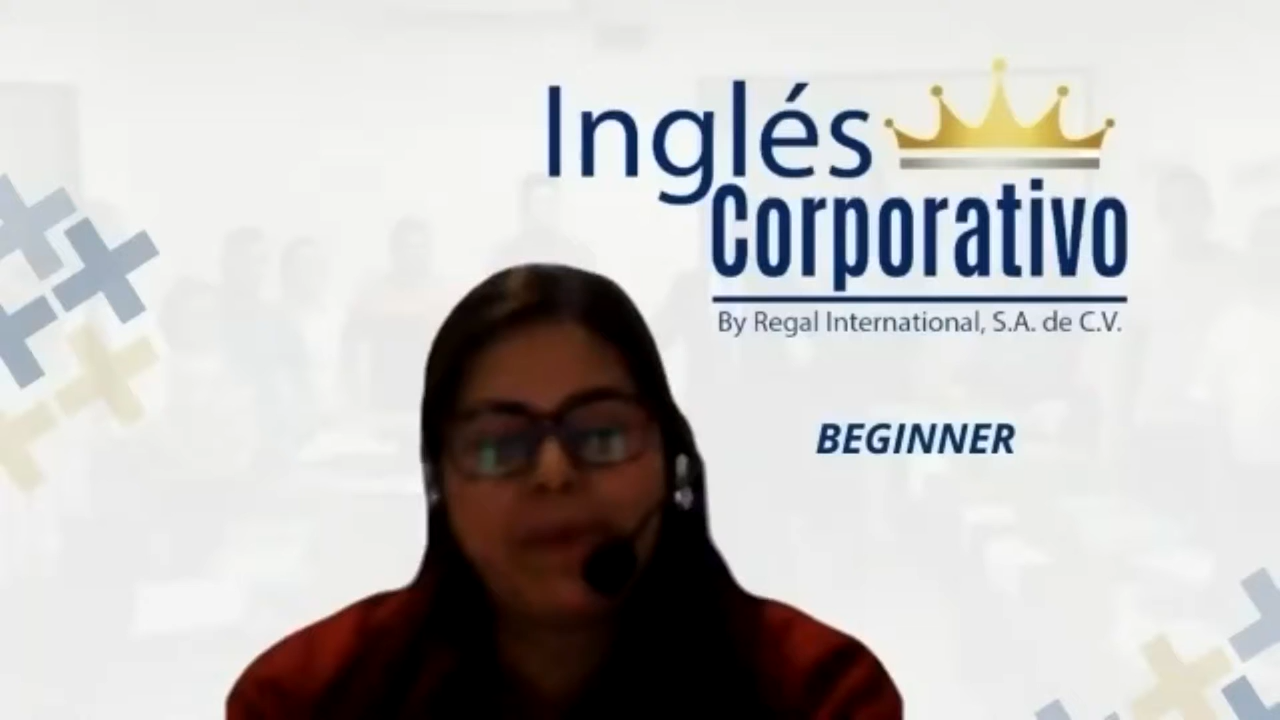 Inglés
Corporativo
By Regal International, S.A. de C.V.
BEGINNER